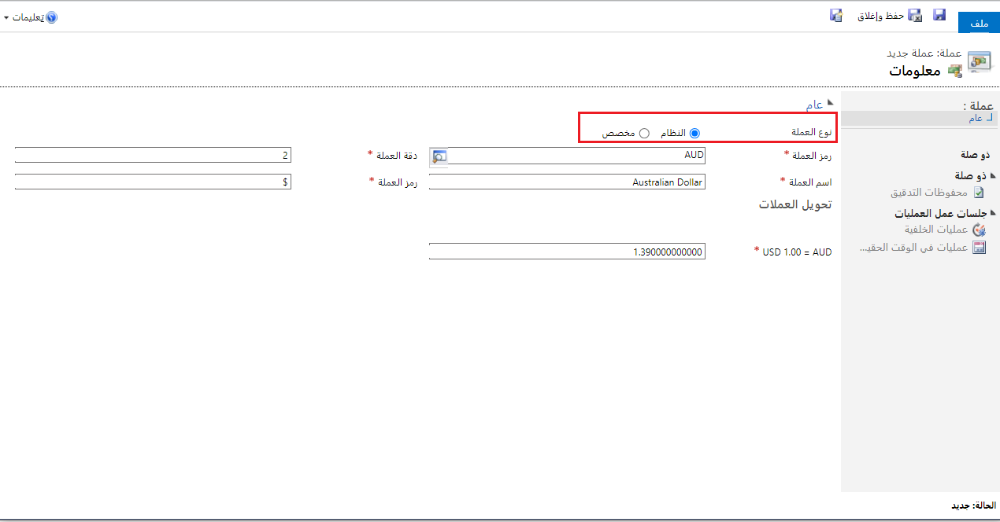 ملف
حفظ وإغلاق
تعليمات
عملة: عملة جديد
معلومات
عملة :
عام
ذو صلة
ذو صلة
محفوظات التدقيق
جلسات عمل العمليات
عمليات الخلفية
عمليات في الوقت الحقيـ...
عام
نوع العملة النظام مخصص
رمز العملة * AUD دقة العملة * 2
اسم العملة * Australian Dollar رمز العملة * $
تحويل العملات
USD 1.00 = AUD * 1.390000000000
الحالة: جديد